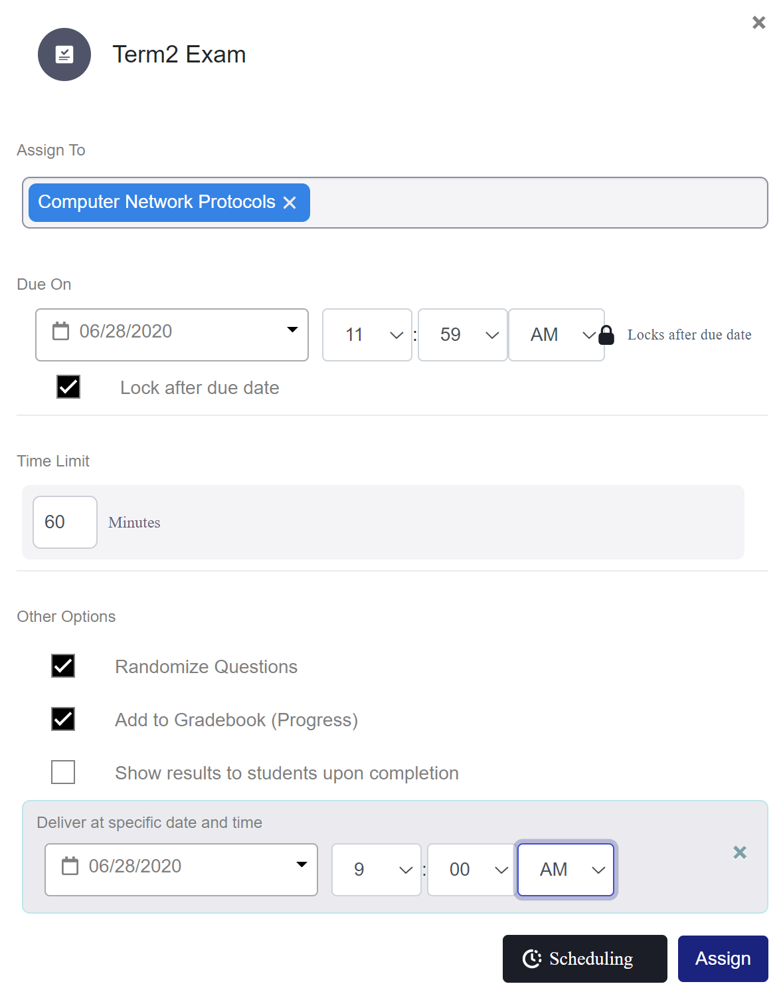 Term2 Exam
Assign To
Computer Network Protocols
Due On
06/28/2020 11 : 59 AM Locks after due date
Lock after due date
Time Limit
60 Minutes
Other Options
Randomize Questions
Add to Gradebook (Progress)
Show results to students upon completion
Deliver at specific date and time
06/28/2020 9 : 00 AM
Scheduling Assign